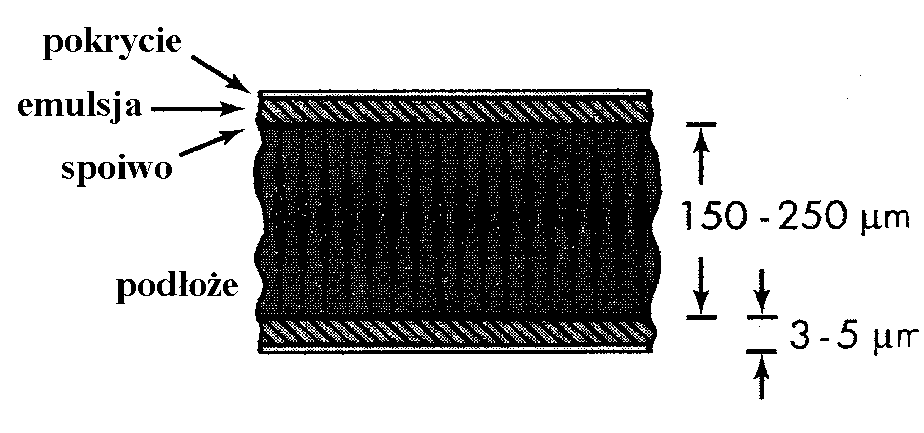 pokrycie
emulsja
spoiwo
150 - 250 μm
podłoże
3 - 5 μm